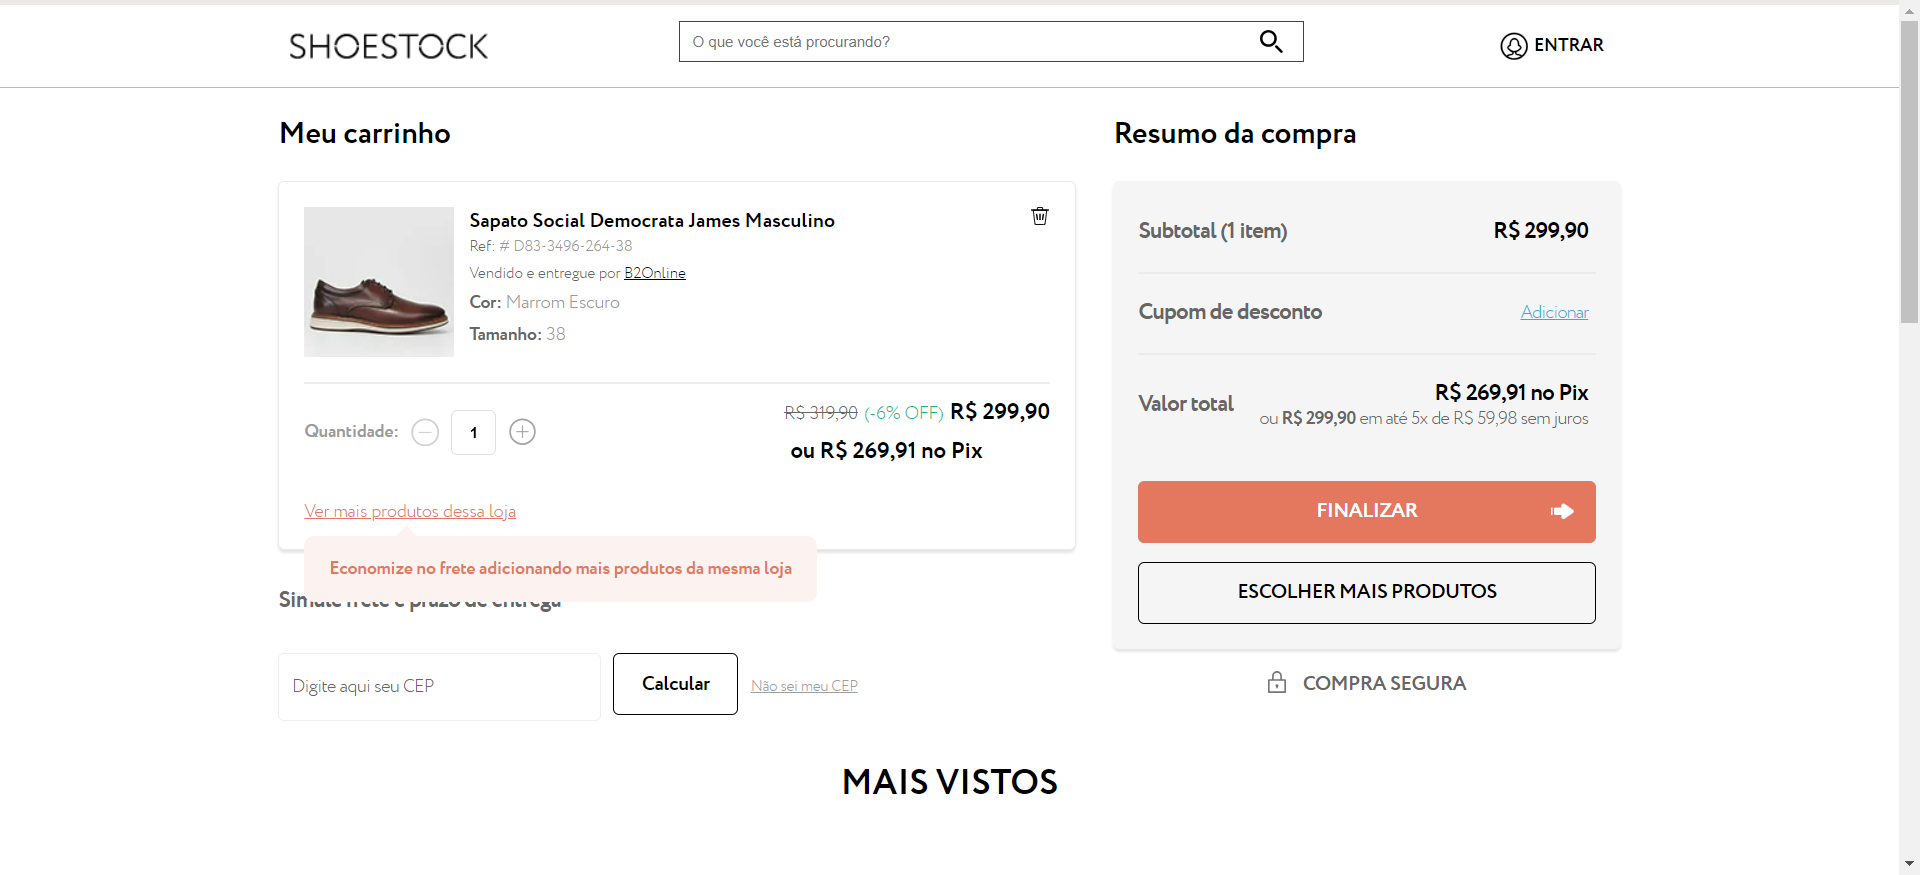 SHOESTOCK
O que você está procurando?
ENTRAR
Meu carrinho
Sapato Social Democrata James Masculino
Ref: # D83-3496-264-38
Vendido e entregue por B2Online
Cor: Marrom Escuro
Tamanho: 38
Quantidade: 1
R$ 319,90 (-6% OFF) R$ 299,90
ou R$ 269,91 no Pix
Ver mais produtos dessa loja
Economize no frete adicionando mais produtos da mesma loja
Simule frete e prazo de entrega
Digite aqui seu CEP
Calcular
Não sei meu CEP
Resumo da compra
Subtotal (1 item) R$ 299,90
Cupom de desconto Adicionar
Valor total R$ 269,91 no Pix
ou R$ 299,90 em até 5x de R$ 59,98 sem juros
FINALIZAR
ESCOLHER MAIS PRODUTOS
COMPRA SEGURA
MAIS VISTOS